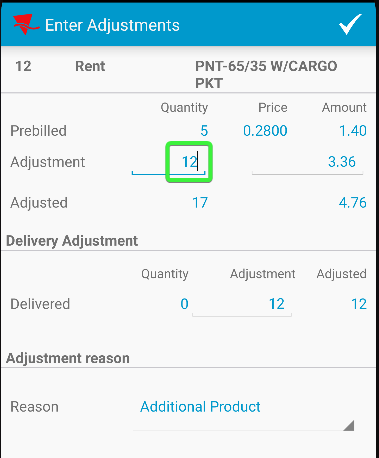 Enter Adjustments
12 Rent PNT-65/35 W/CARGO
PKT
Quantity Price Amount
Prebilled 5 0.2800 1.40
Adjustment 12 3.36
Adjusted 17 4.76
Delivery Adjustment
Quantity Adjustment Adjusted
Delivered 0 12 12
Adjustment reason
Reason Additional Product